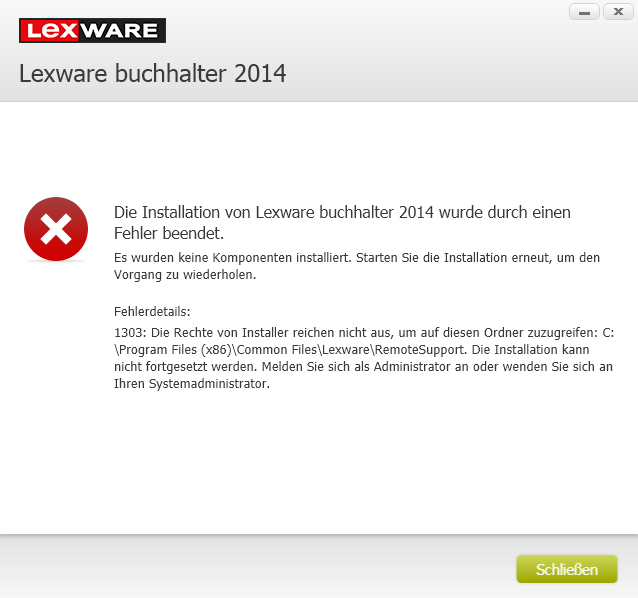 LEXWARE
Lexware buchhalter 2014
Die Installation von Lexware buchhalter 2014 wurde durch einen
Fehler beendet.
Es wurden keine Komponenten installiert. Starten Sie die Installation erneut, um den
Vorgang zu wiederholen.
Fehlerdetails:
1303: Die Rechte von Installer reichen nicht aus, um auf diesen Ordner zuzugreifen: C:
\Program Files (x86)\Common Files\Lexware\RemoteSupport. Die Installation kann
nicht fortgesetzt werden. Melden Sie sich als Administrator an oder wenden Sie sich an
Ihren Systemadministrator.
Schließen